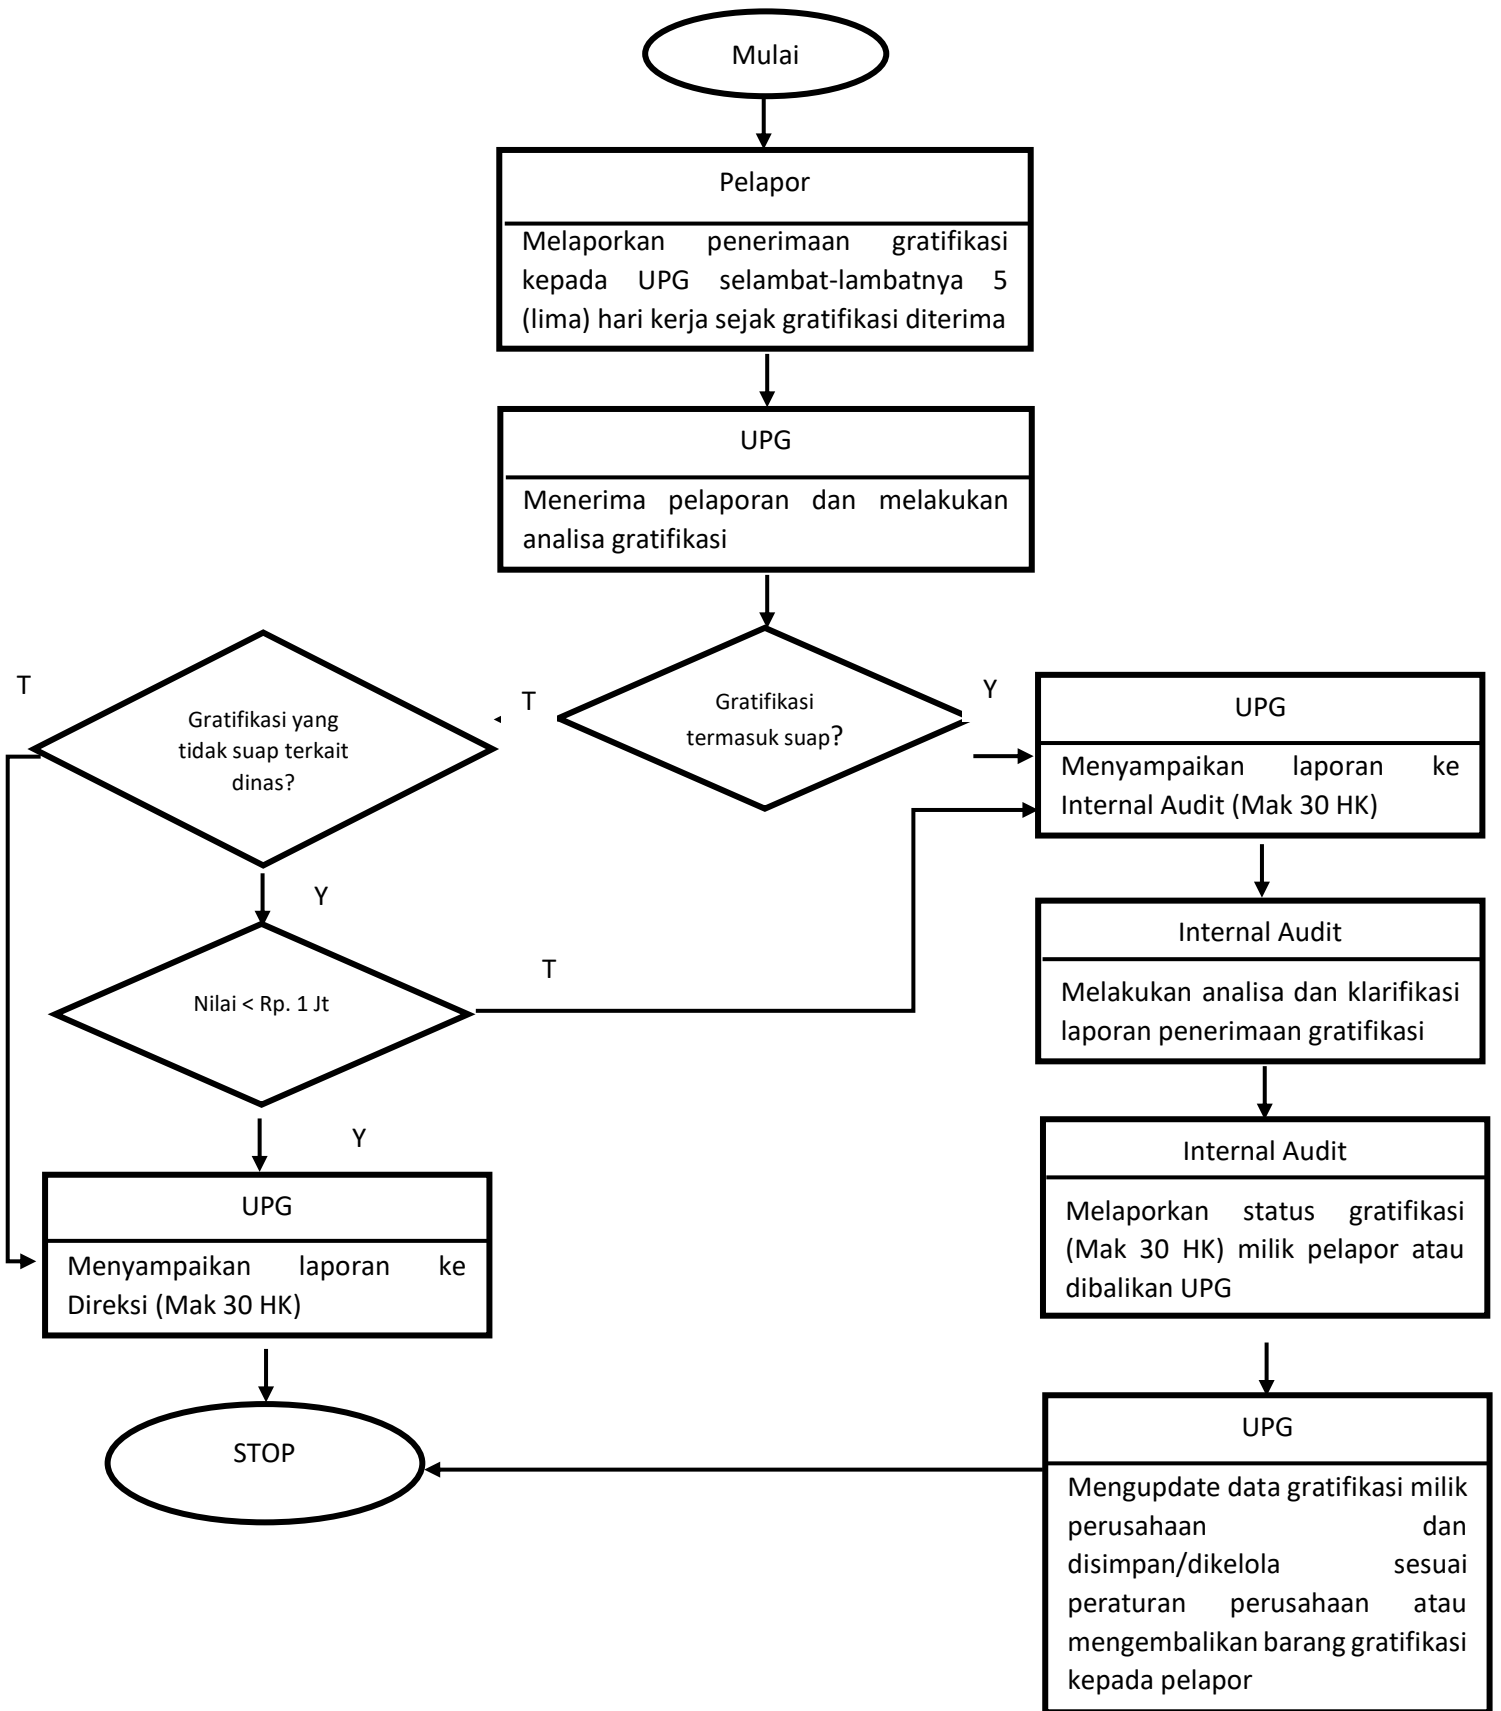 Mulai
Pelapor
Melaporkan penerimaan gratifikasi
kepada UPG selambat-lambatnya 5
(lima) hari kerja sejak gratifikasi diterima
UPG
Menerima pelaporan dan melakukan
analisa gratifikasi
Gratifikasi
termasuk suap?
T
Y
Gratifikasi yang
tidak suap terkait
dinas?
T
Y
UPG
Menyampaikan laporan ke
Internal Audit (Mak 30 HK)
Internal Audit
Melakukan analisa dan klarifikasi
laporan penerimaan gratifikasi
Nilai < Rp. 1 Jt
T
Y
Internal Audit
Melaporkan status gratifikasi
(Mak 30 HK) milik pelapor atau
dibalikan UPG
UPG
Menyampaikan laporan ke
Direksi (Mak 30 HK)
STOP
UPG
Mengupdate data gratifikasi milik
perusahaan dan
disimpan/dikelola sesuai
peraturan perusahaan atau
mengembalikan barang gratifikasi
kepada pelapor